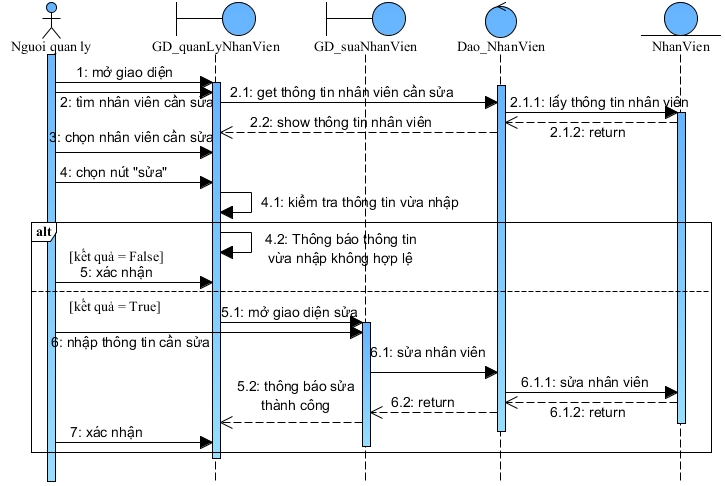 Nguoi quan ly
GD_quanLyNhanVien
GD_suaNhanVien
Dao_NhanVien
NhanVien
1: mở giao diện
2: tìm nhân viên cần sửa
2.1: get thông tin nhân viên cần sửa
2.1.1: lấy thông tin nhân viên
2.2: show thông tin nhân viên
2.1.2: return
3: chọn nhân viên cần sửa
4: chọn nút "sửa"
4.1: kiểm tra thông tin vừa nhập
alt
4.2: Thông báo thông tin
vừa nhập không hợp lệ
[kết quả = False]
5: xác nhận
[kết quả = True]
5.1: mở giao diện sửa
6: nhập thông tin cần sửa
6.1: sửa nhân viên
6.1.1: sửa nhân viên
5.2: thông báo sửa
thành công
6.2: return
6.1.2: return
7: xác nhận